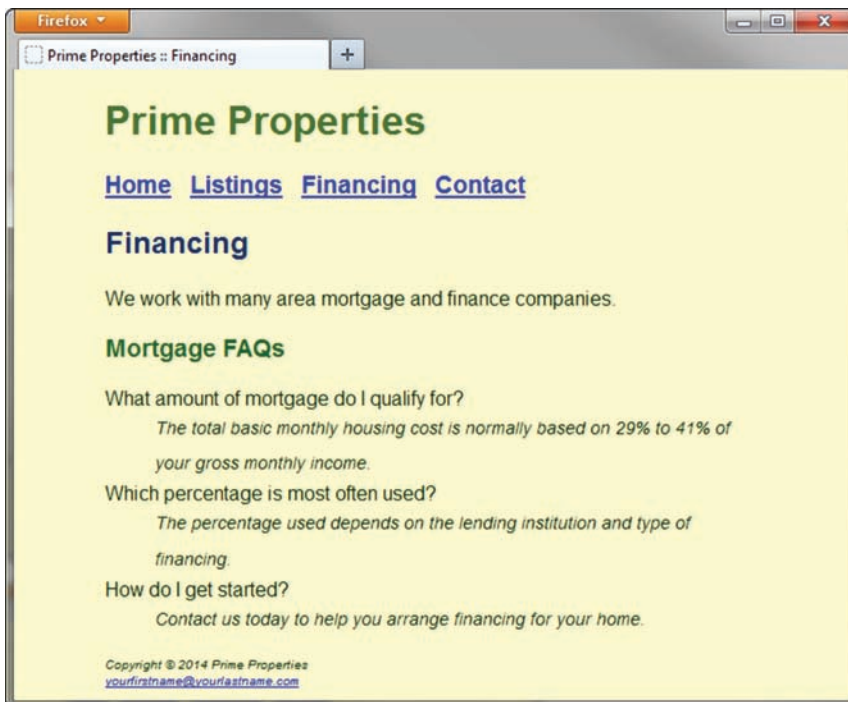 Firefox
Prime Properties :: Financing
Prime Properties
Home Listings Financing Contact
Financing
We work with many area mortgage and finance companies.
Mortgage FAQs
What amount of mortgage do I qualify for?
The total basic monthly housing cost is normally based on 29% to 41% of
your gross monthly income.
Which percentage is most often used?
The percentage used depends on the lending institution and type of
financing.
How do I get started?
Contact us today to help you arrange financing for your home.
Copyright © 2014 Prime Properties
yourfirstname@yourlastname.com